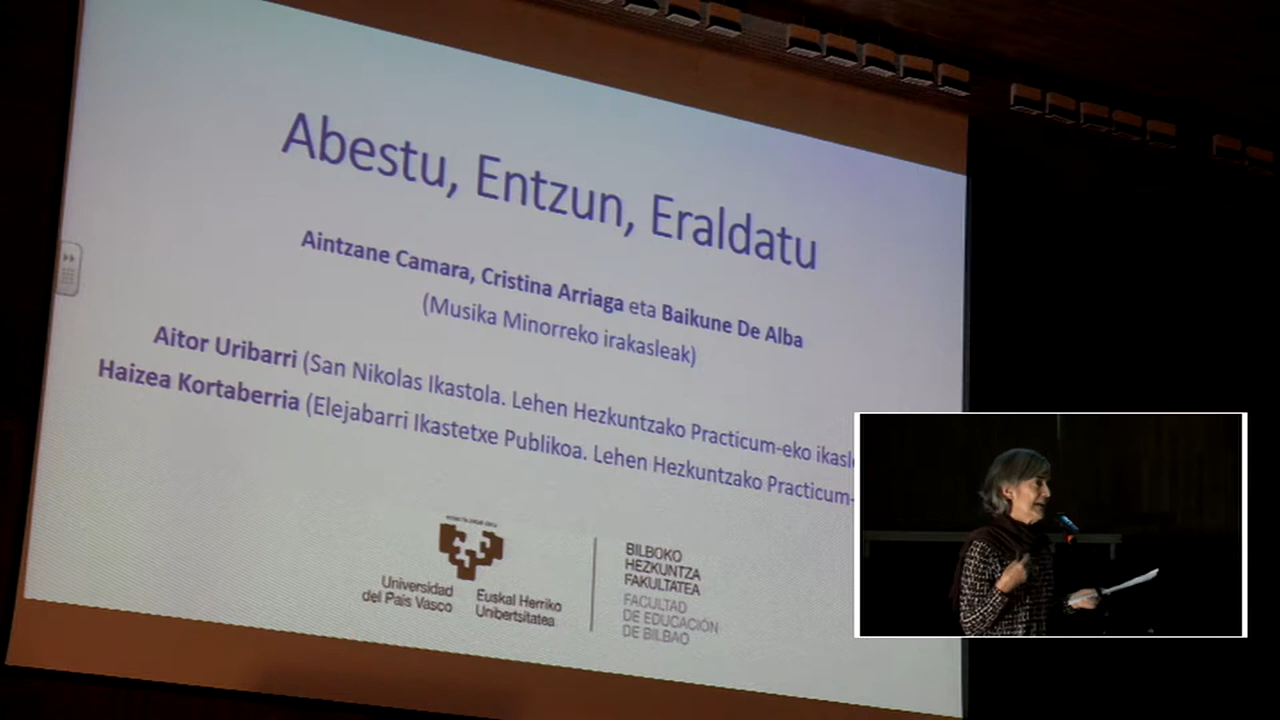 Abestu, Entzun, Eraldatu
Aintzane Camara, Cristina Arriaga eta Baikune De Alba
(Musika Minorreko irakasleak)
Aitor Uribarri (San Nikolas Ikastola. Lehen Hezkuntzako Practicum-eko
Haizea Kortaberria (Elejabarri Ikastetxe Publikoa. Lehen Hezkuntzako Practicum-
Universidad
del País Vasco
Euskal Herriko
Unibertsitatea
BILBOKO
HEZKUNTZA
FAKULTATEA
FACULTAD
DE EDUCACIÓN
DE BILBAO